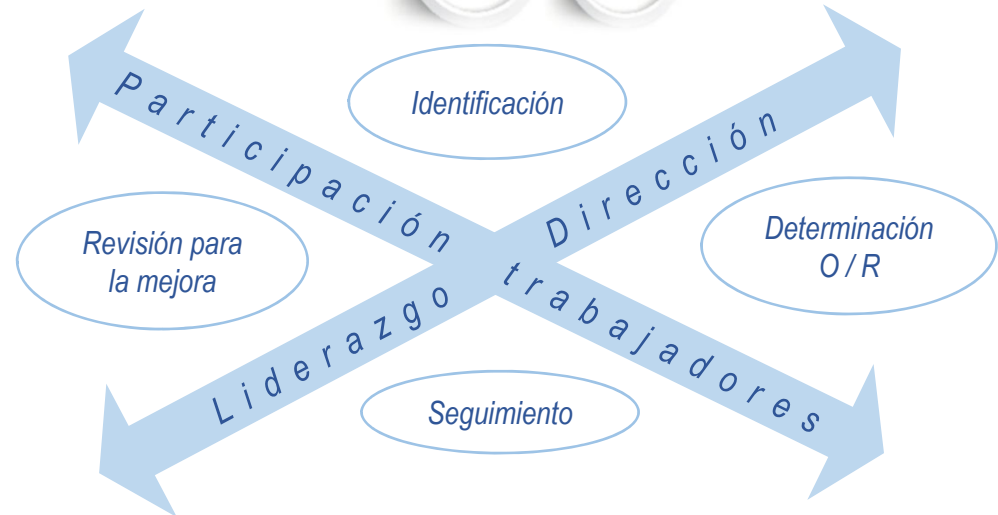 Identificación
Participación trabajadores
Liderazgo Dirección
Revisión para
la mejora
Determinación
O / R
Seguimiento